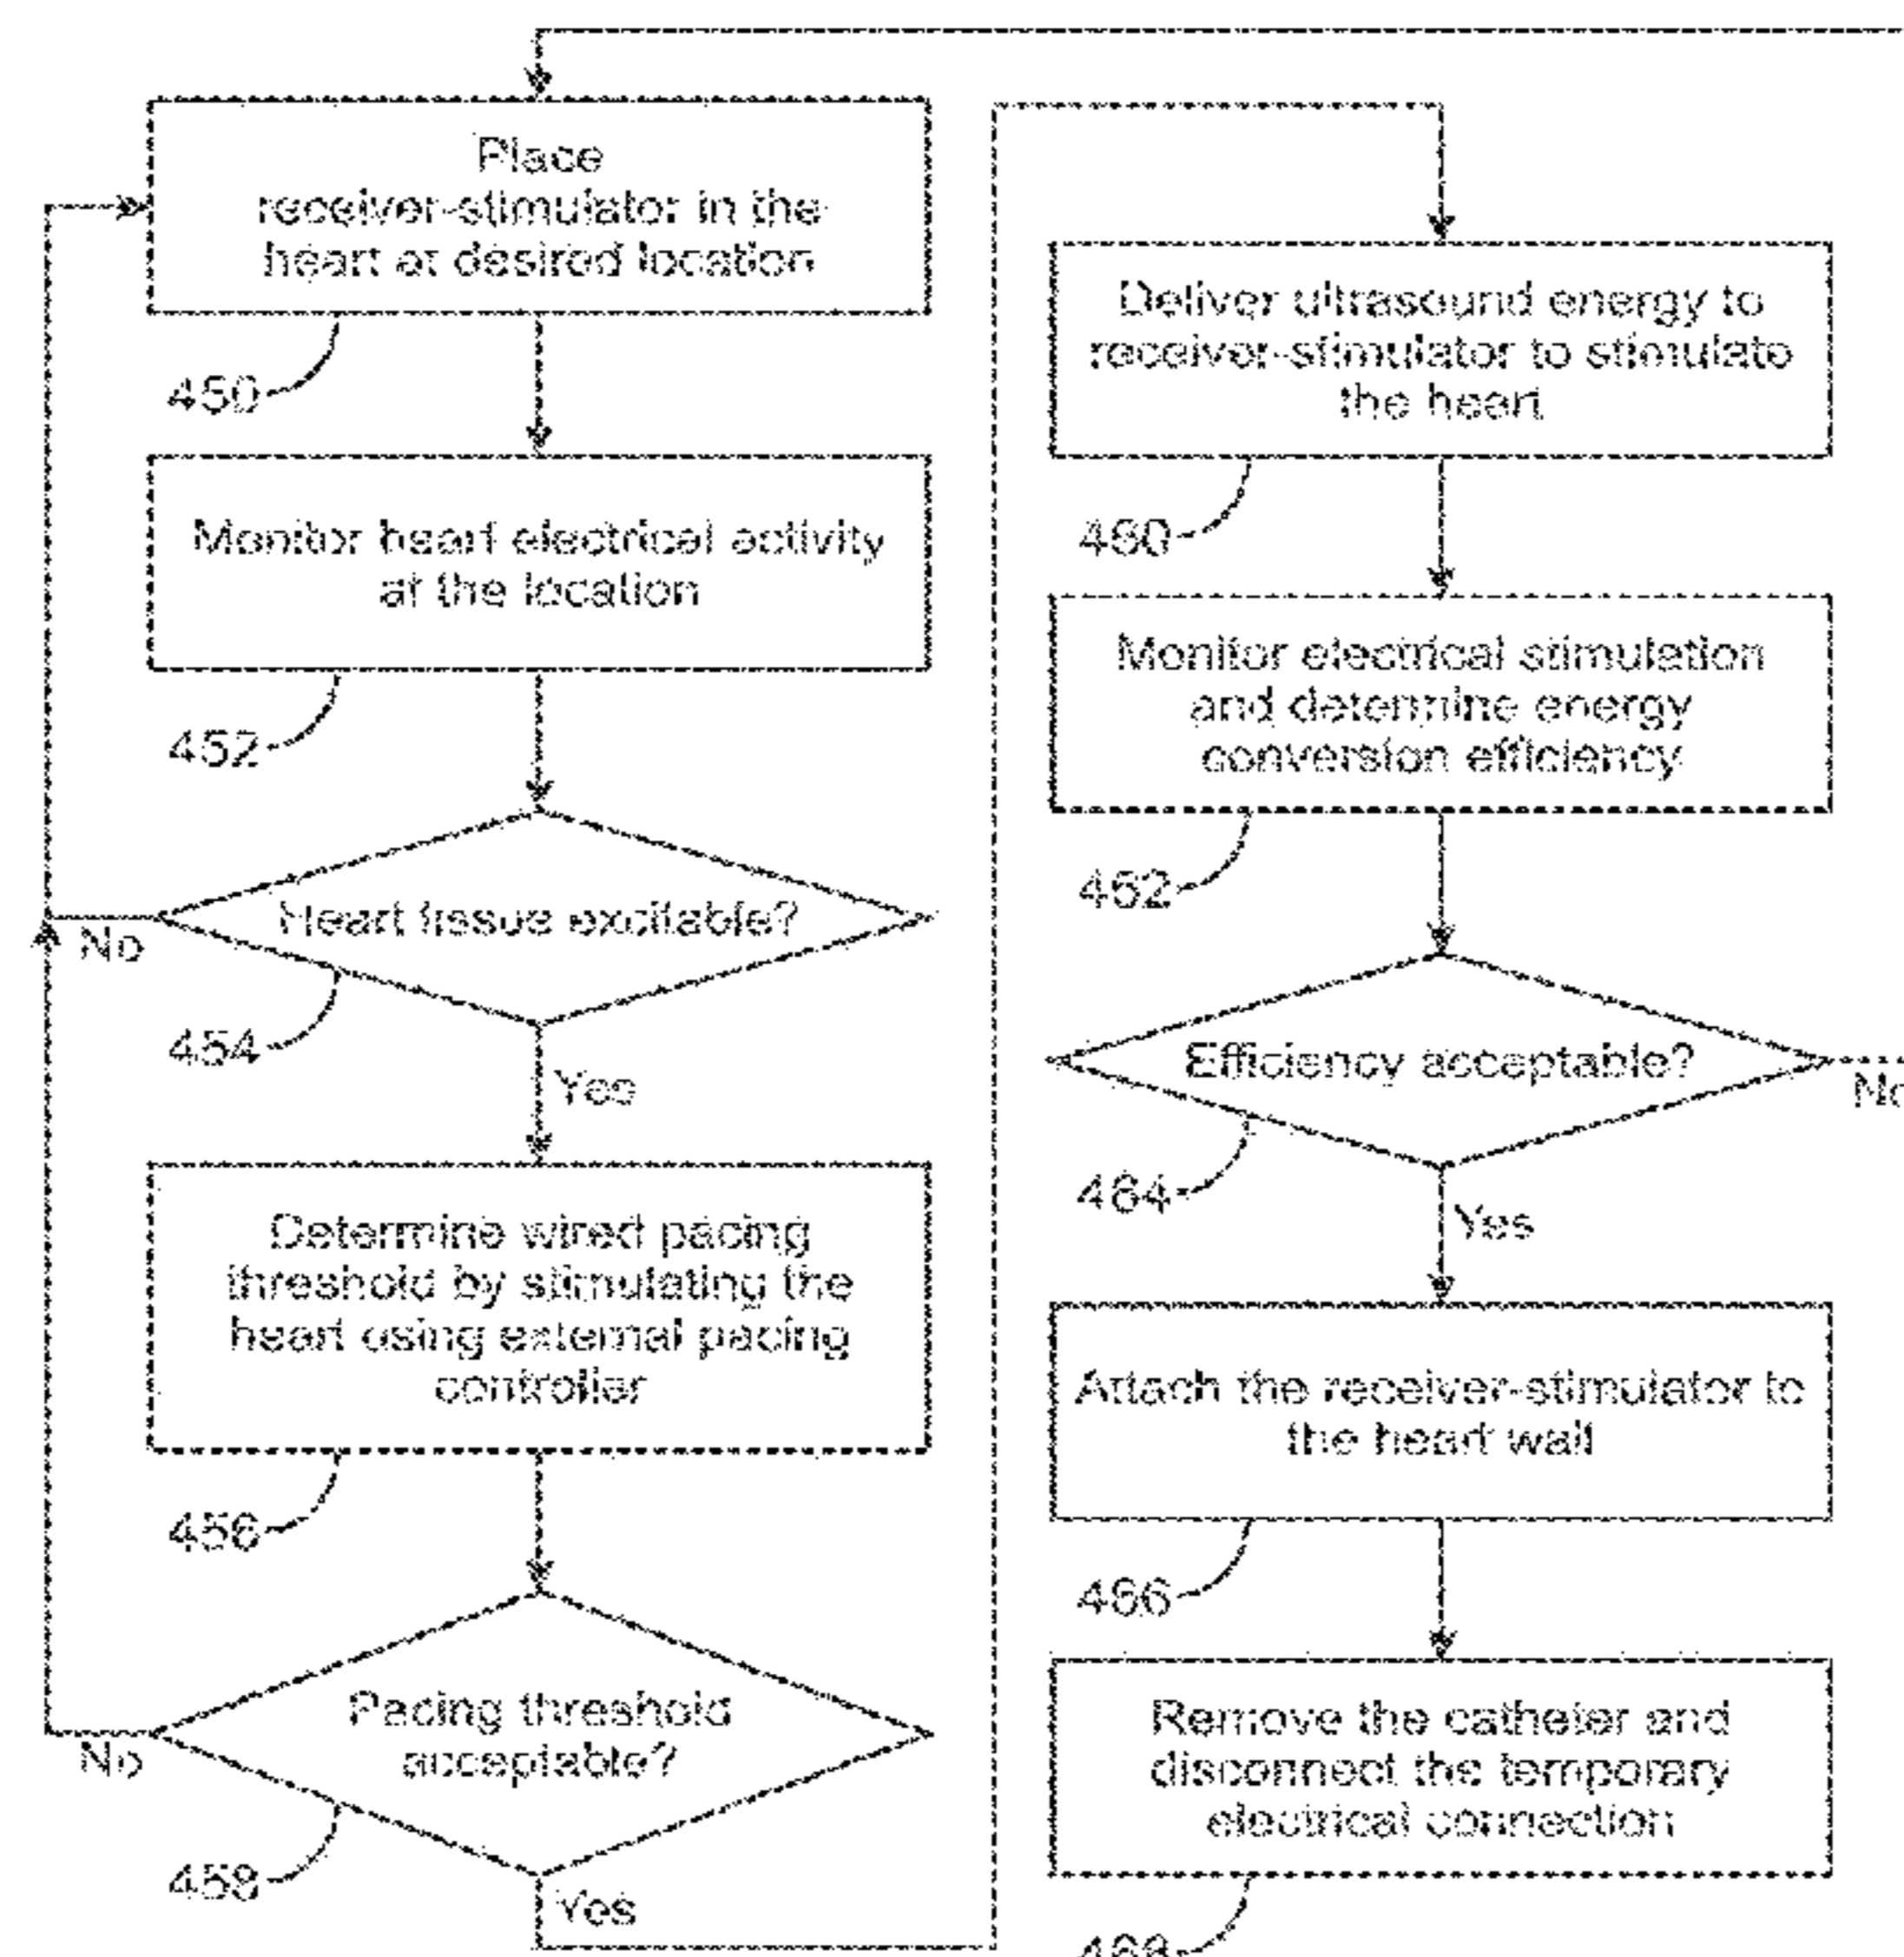 Place
receiver-stimulator in the
heart at desired location
450
Monitor heart electrical activity
at the location
452
Heart tissue excitable?
No
454
Yes
Determine wired pacing
threshold by stimulating the
heart using external pacing
controller
456
Pacing threshold
acceptable?
No
458
Yes
Deliver ultrasound energy to
receiver-stimulator to stimulate
the heart
460
Monitor electrical stimulation
and determine energy
conversion efficiency
462
Efficiency acceptable?
No
464
Yes
Attach the receiver-stimulator to
the heart wall
466
Remove the catheter and
disconnect the temporary
electrical connection
468